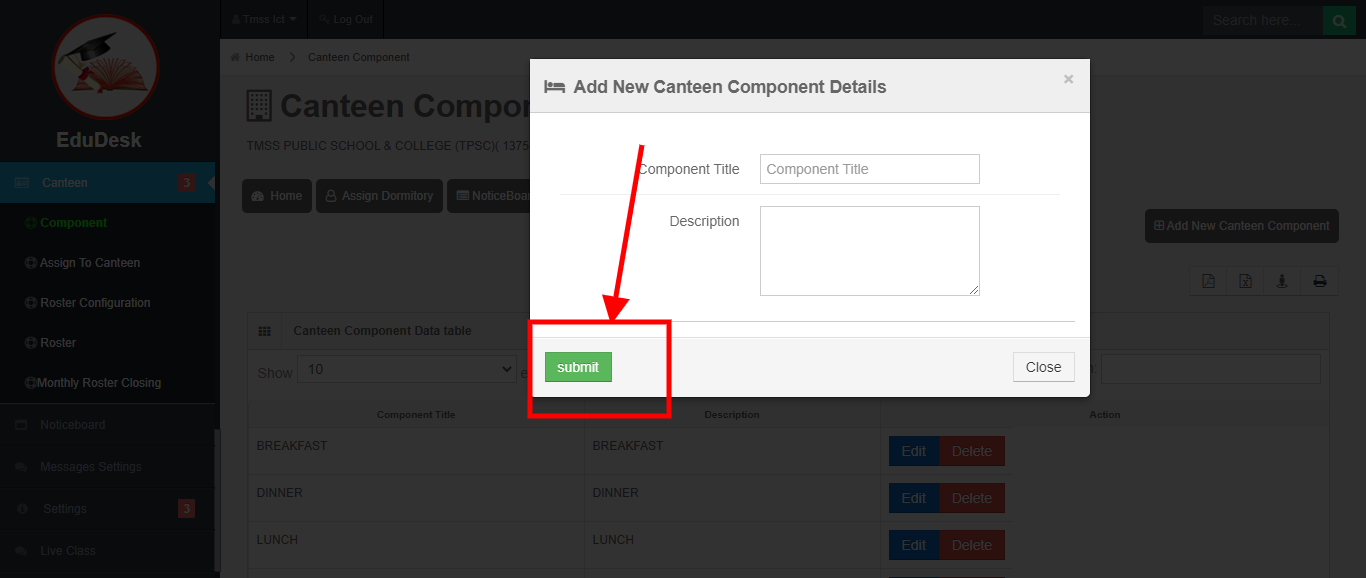 Tmss Ict
Log Out
Search here...
EduDesk
Home
Canteen Component
Add New Canteen Component Details
×
Canteen Compo
TMSS PUBLIC SCHOOL & COLLEGE (TPSC)( 1375
Canteen
3
Component
Assign To Canteen
Roster Configuration
Roster
Monthly Roster Closing
Noticeboard
Messages Settings
Settings
3
Live Class
Home
Assign Dormitory
NoticeBoar
Add New Canteen Component
Component Title
Component Title
Description
Canteen Component Data table
Show
10
e
submit
Close
Component Title
Description
Action
BREAKFAST
BREAKFAST
Edit
Delete
DINNER
DINNER
Edit
Delete
LUNCH
LUNCH
Edit
Delete